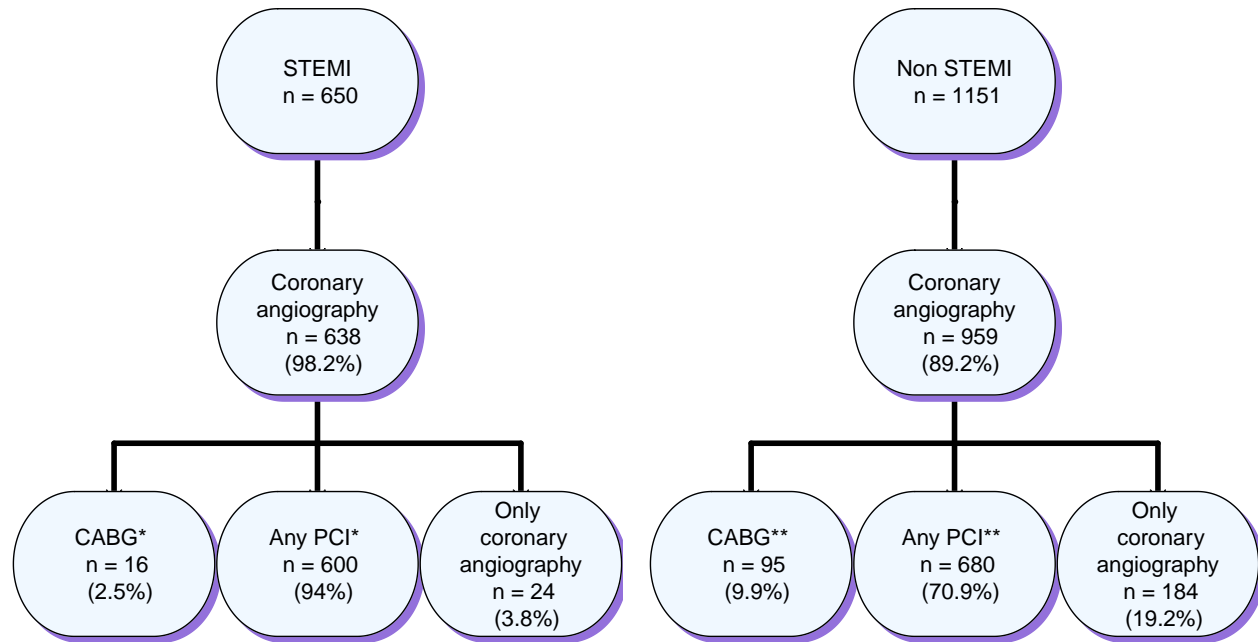 STEMI
n = 650
Non STEMI
n = 1151
Coronary
angiography
n = 638
(98.2%)
Coronary
angiography
n = 959
(89.2%)
CABG*
n = 16
(2.5%)
Any PCI*
n = 600
(94%)
Only
coronary
angiography
n = 24
(3.8%)
CABG**
n = 95
(9.9%)
Any PCI**
n = 680
(70.9%)
Only
coronary
angiography
n = 184
(19.2%)